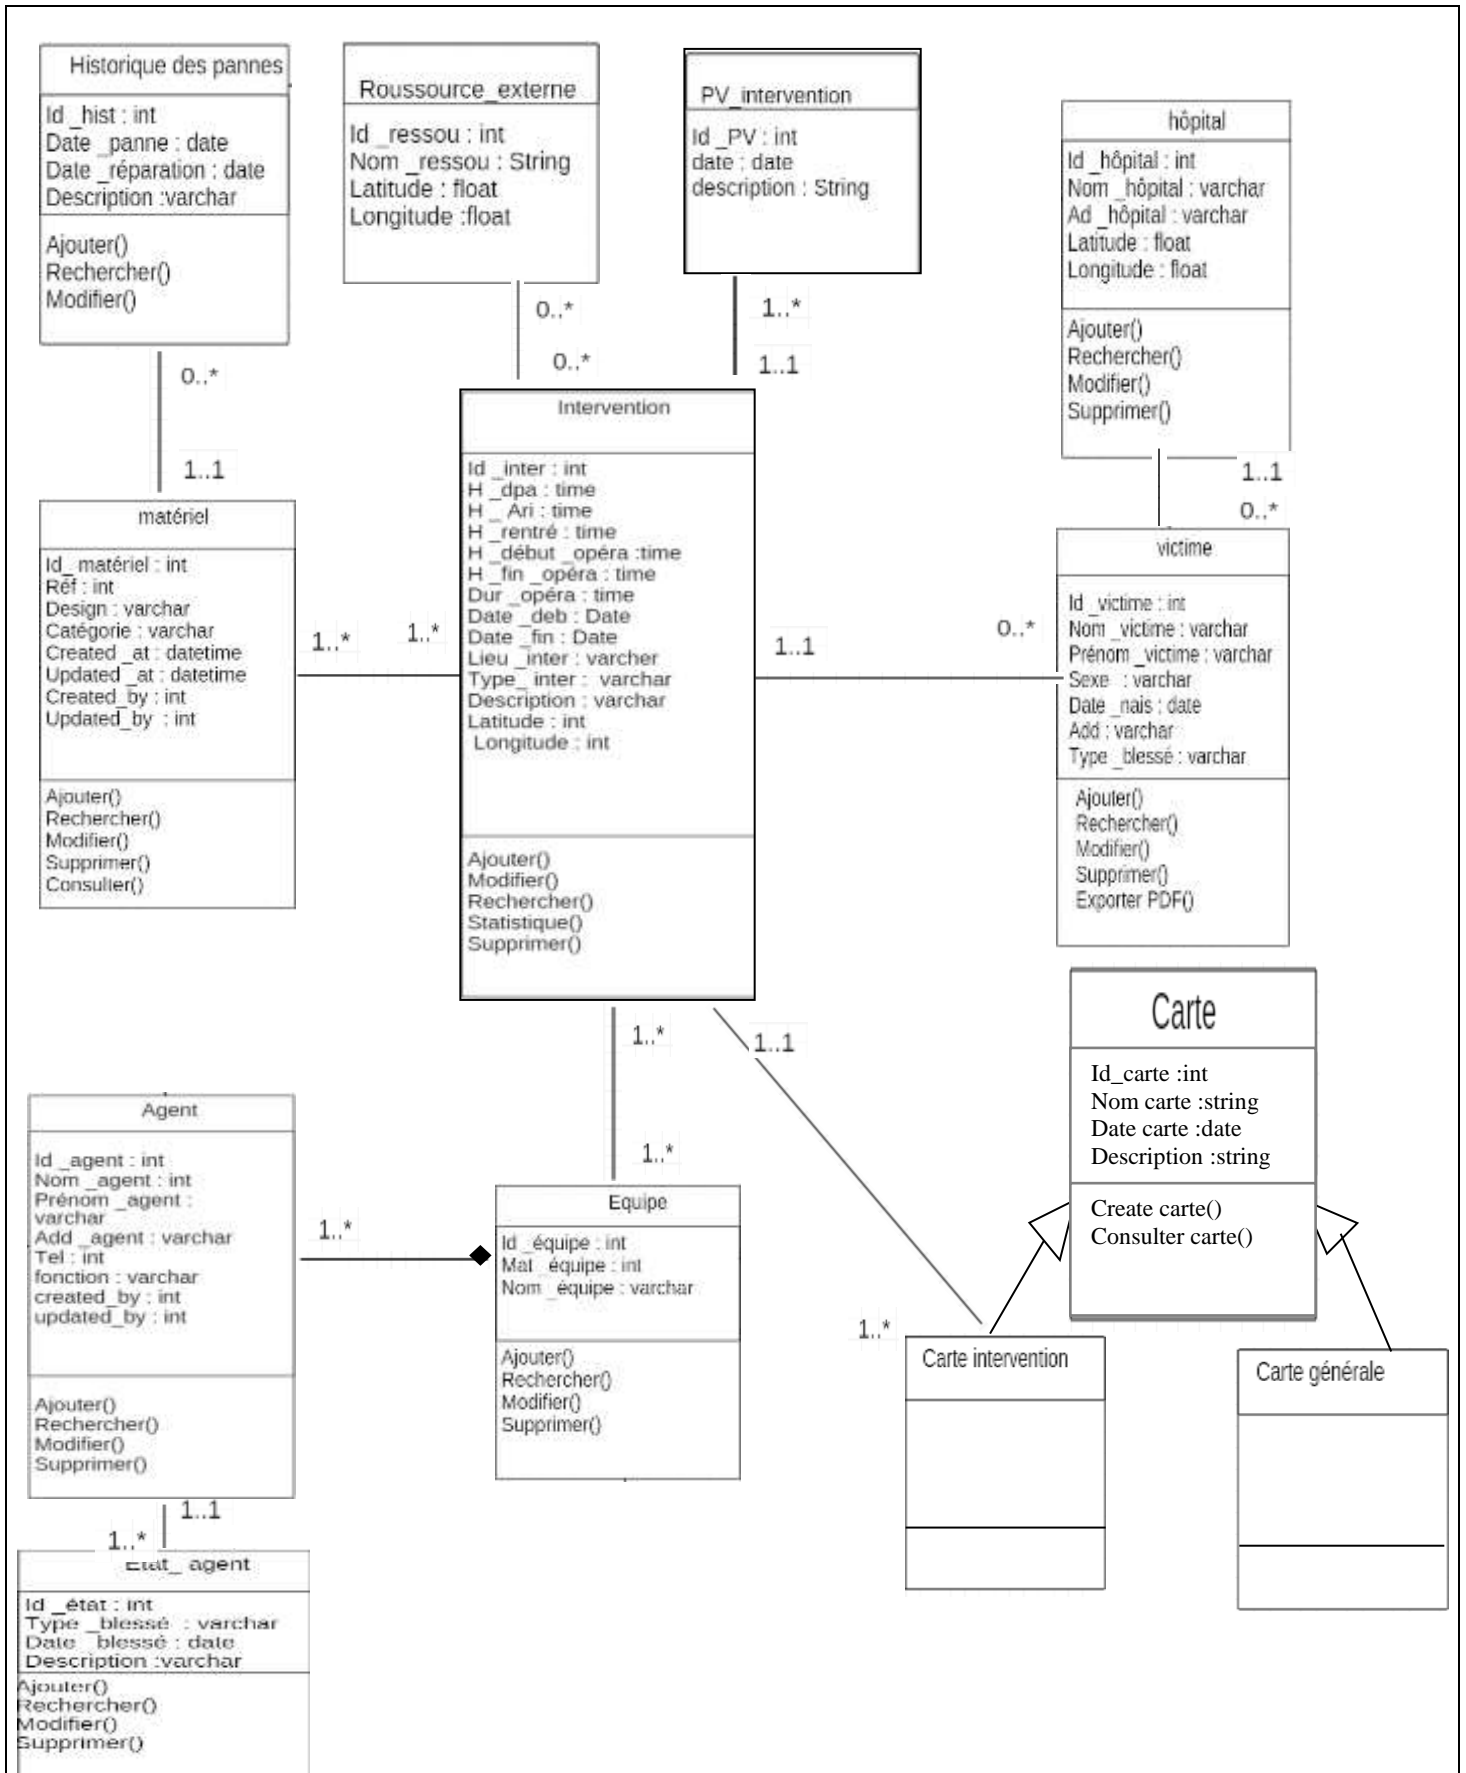 Historique des pannes
Id _hist : int
Date _panne : date
Date _réparation : date
Description :varchar
Ajouter()
Rechercher()
Modifier()
0..*
1..1
Roussource_externe
Id _ressou : int
Nom _ressou : String
Latitude : float
Longitude :float
0..*
0..*
PV_intervention
Id _PV : int
date : date
description : String
1..*
1..1
hôpital
Id _hôpital : int
Nom _hôpital : varchar
Ad _hôpital : varchar
Latitude : float
Longitude : float
Ajouter()
Rechercher()
Modifier()
Supprimer()
1..1
0..*
matériel
Id_ matériel : int
Réf : int
Design : varchar
Catégorie : varchar
Created _at : datetime
Updated _at : datetime
Created_by : int
Updated_by : int
Ajouter()
Rechercher()
Modifier()
Supprimer()
Consulter()
1..*
1..*
Intervention
Id _inter : int
H _dpa : time
H _ Ari : time
H _rentré : time
H _début _opéra :time
H _fin _opéra : time
Dur _opéra : time
Date _deb : Date
Date _fin : Date
Lieu _inter : varcher
Type_ inter : varchar
Description : varchar
Latitude : int
Longitude : int
Ajouter()
Modifier()
Rechercher()
Statistique()
Supprimer()
1..1
0..*
victime
Id _victime : int
Nom _victime : varchar
Prénom _victime : varchar
Sexe : varchar
Date _nais : date
Add : varchar
Type _blessé : varchar
Ajouter()
Rechercher()
Modifier()
Supprimer()
Exporter PDF()
1..*
1..1
1..*
Carte
Id_carte :int
Nom carte :string
Date carte :date
Description :string
Create carte()
Consulter carte()
Agent
Id _agent : int
Nom _agent : int
Prénom _agent :
varchar
Add _agent : varchar
Tel : int
fonction : varchar
created_by : int
updated_by : int
Ajouter()
Rechercher()
Modifier()
Supprimer()
1..*
Equipe
Id _équipe : int
Mat _équipe : int
Nom _équipe : varchar
Ajouter()
Rechercher()
Modifier()
Supprimer()
1..*
Carte intervention
Carte générale
1..1
1..*
Etat_ agent
Id _état : int
Type _blessé : varchar
Date _blessé : date
Description :varchar
Ajouter()
Rechercher()
Modifier()
Supprimer()